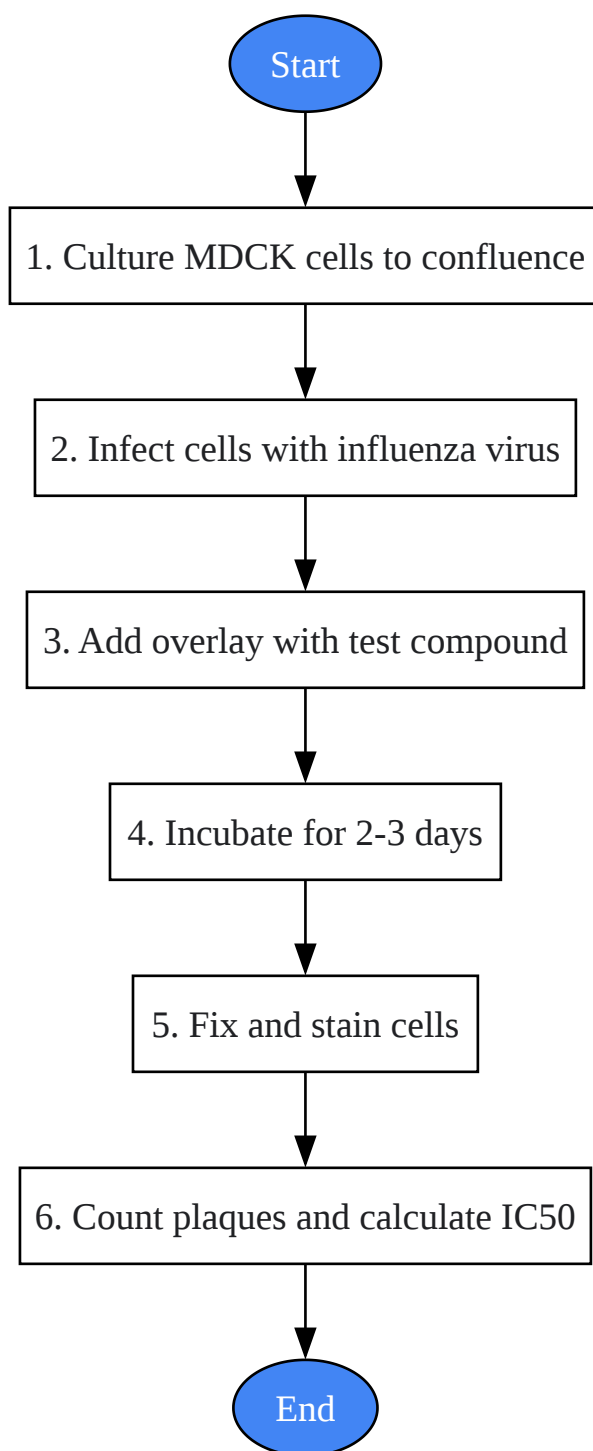 Start
1. Culture MDCK cells to confluence
2. Infect cells with influenza virus
3. Add overlay with test compound
4. Incubate for 2-3 days
5. Fix and stain cells
6. Count plaques and calculate IC50
End